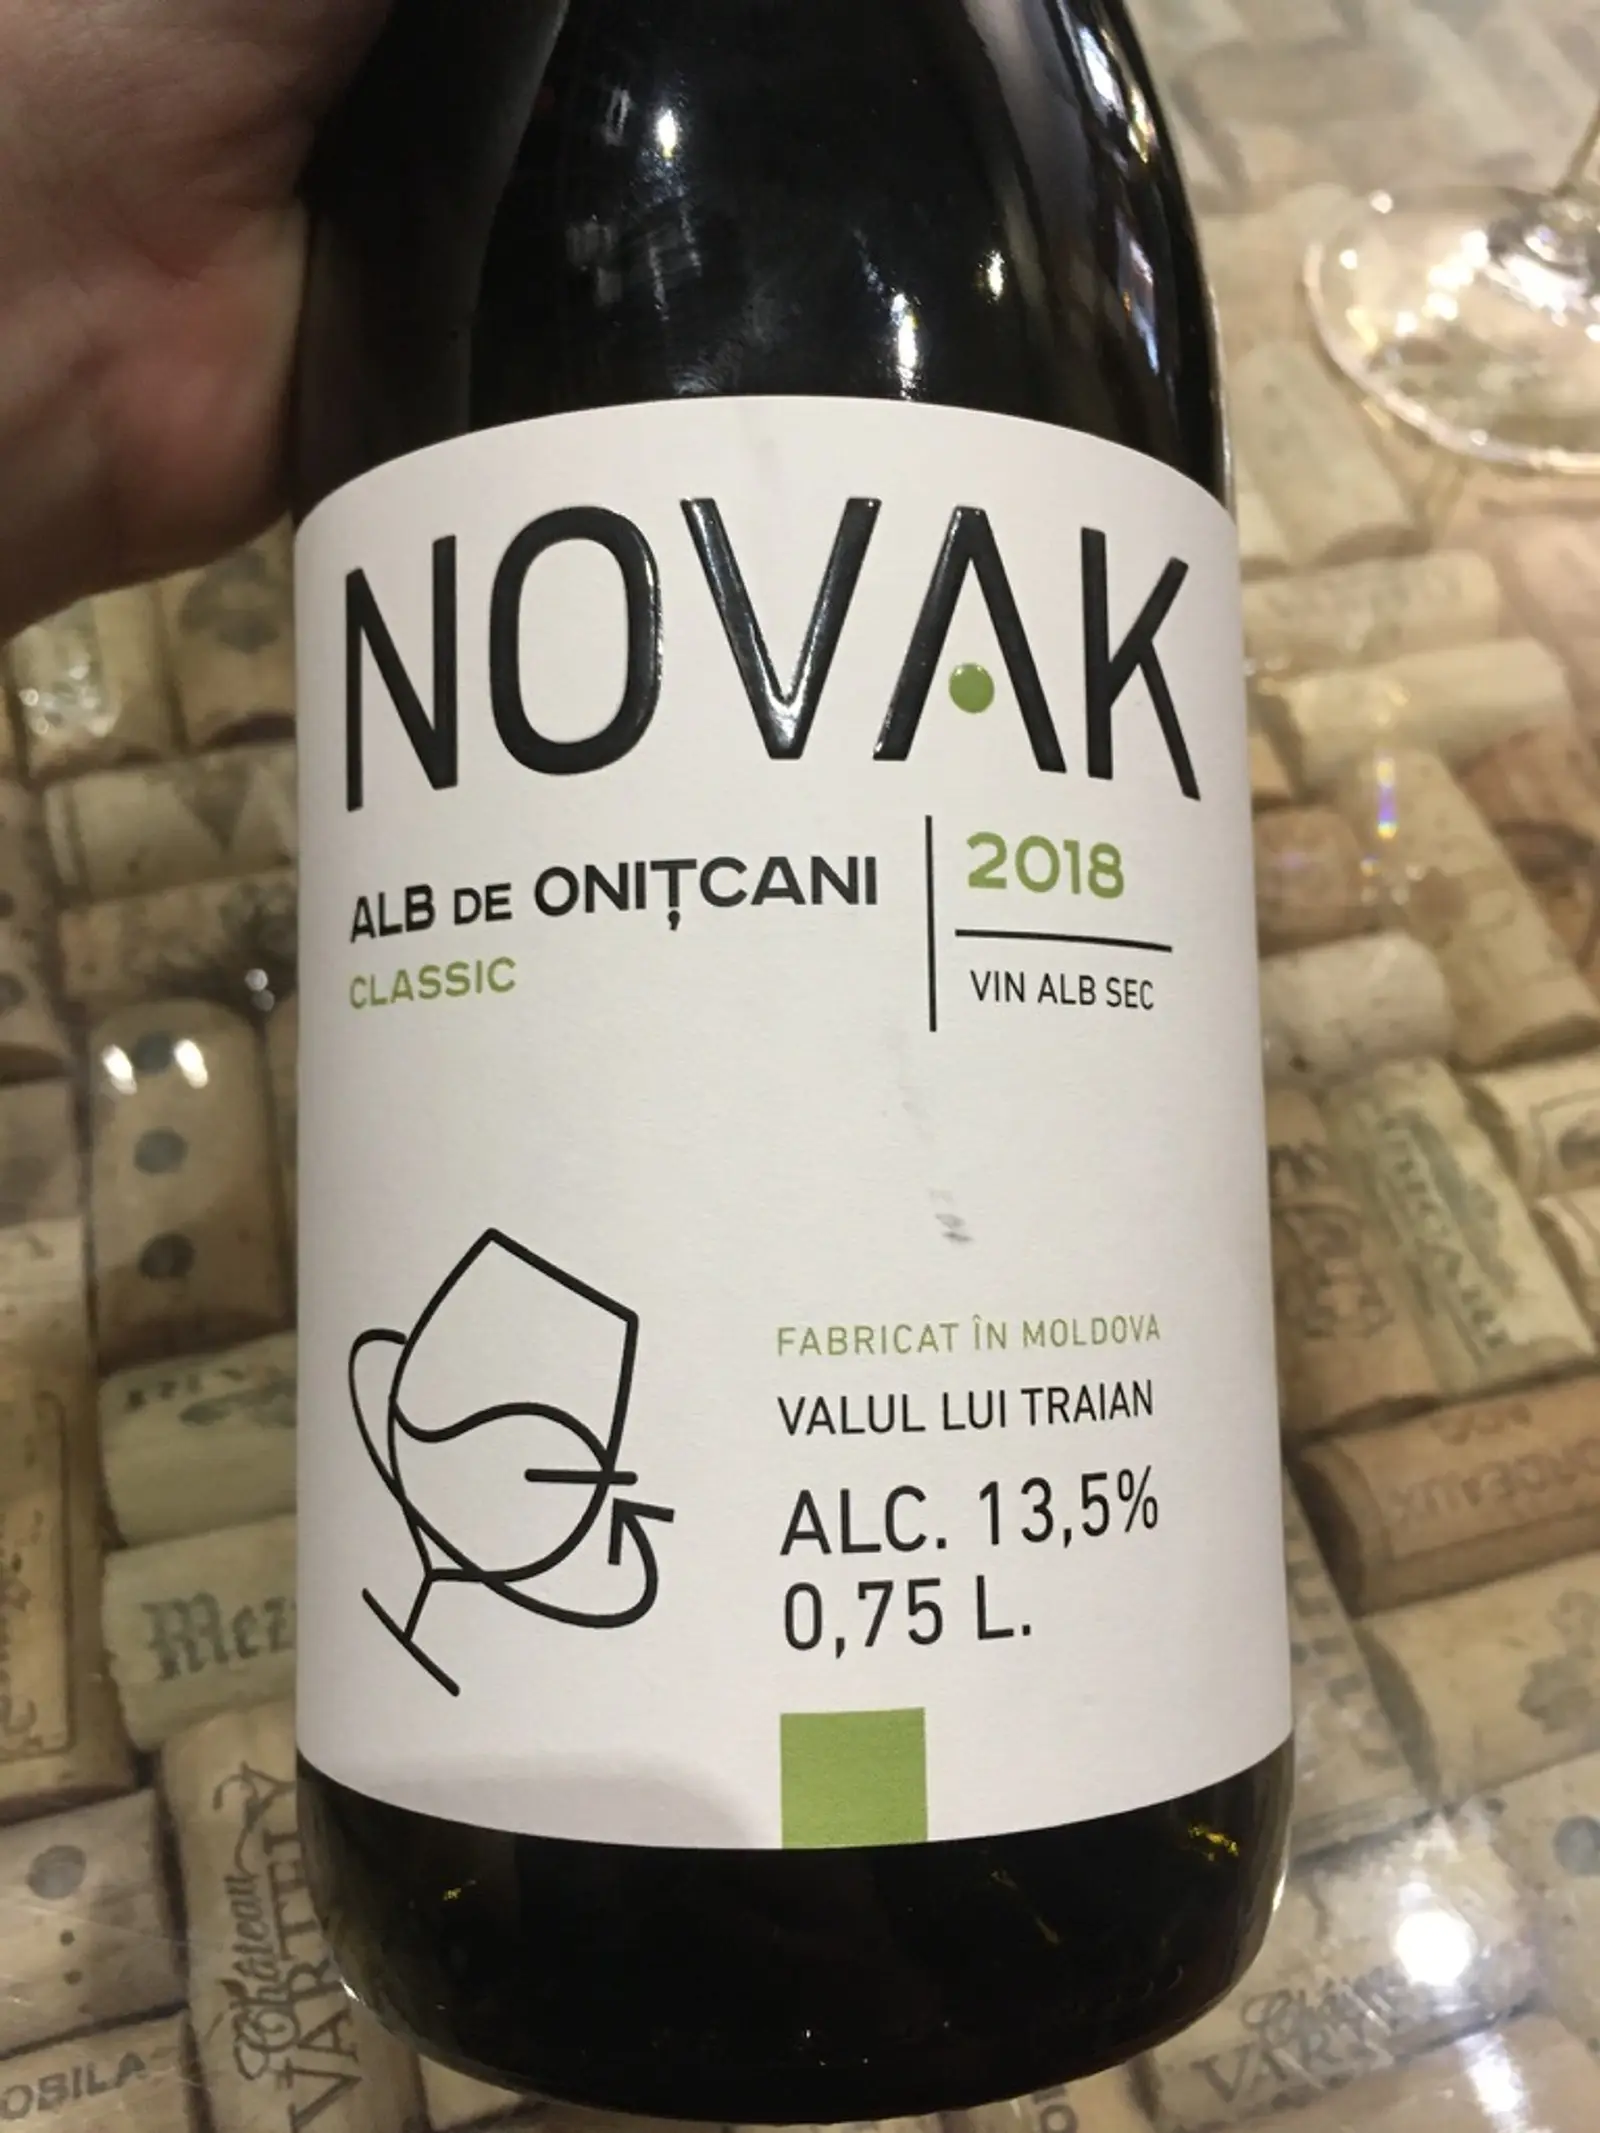 NOVAK
ALB DE ONIȚCANI
CLASSIC
2018
VIN ALB SEC
FABRICAT ÎN MOLDOVA
VALUL LUI TRAIAN
ALC. 13,5%
0,75 L.
Château